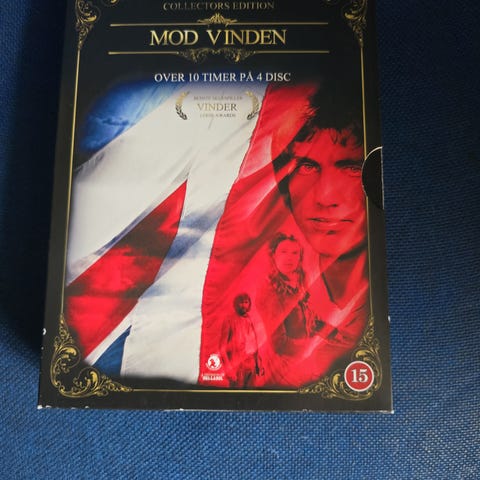 COLLECTORS EDITION
MOD VINDEN
OVER 10 TIMER PÅ 4 DISC
VINDER
15